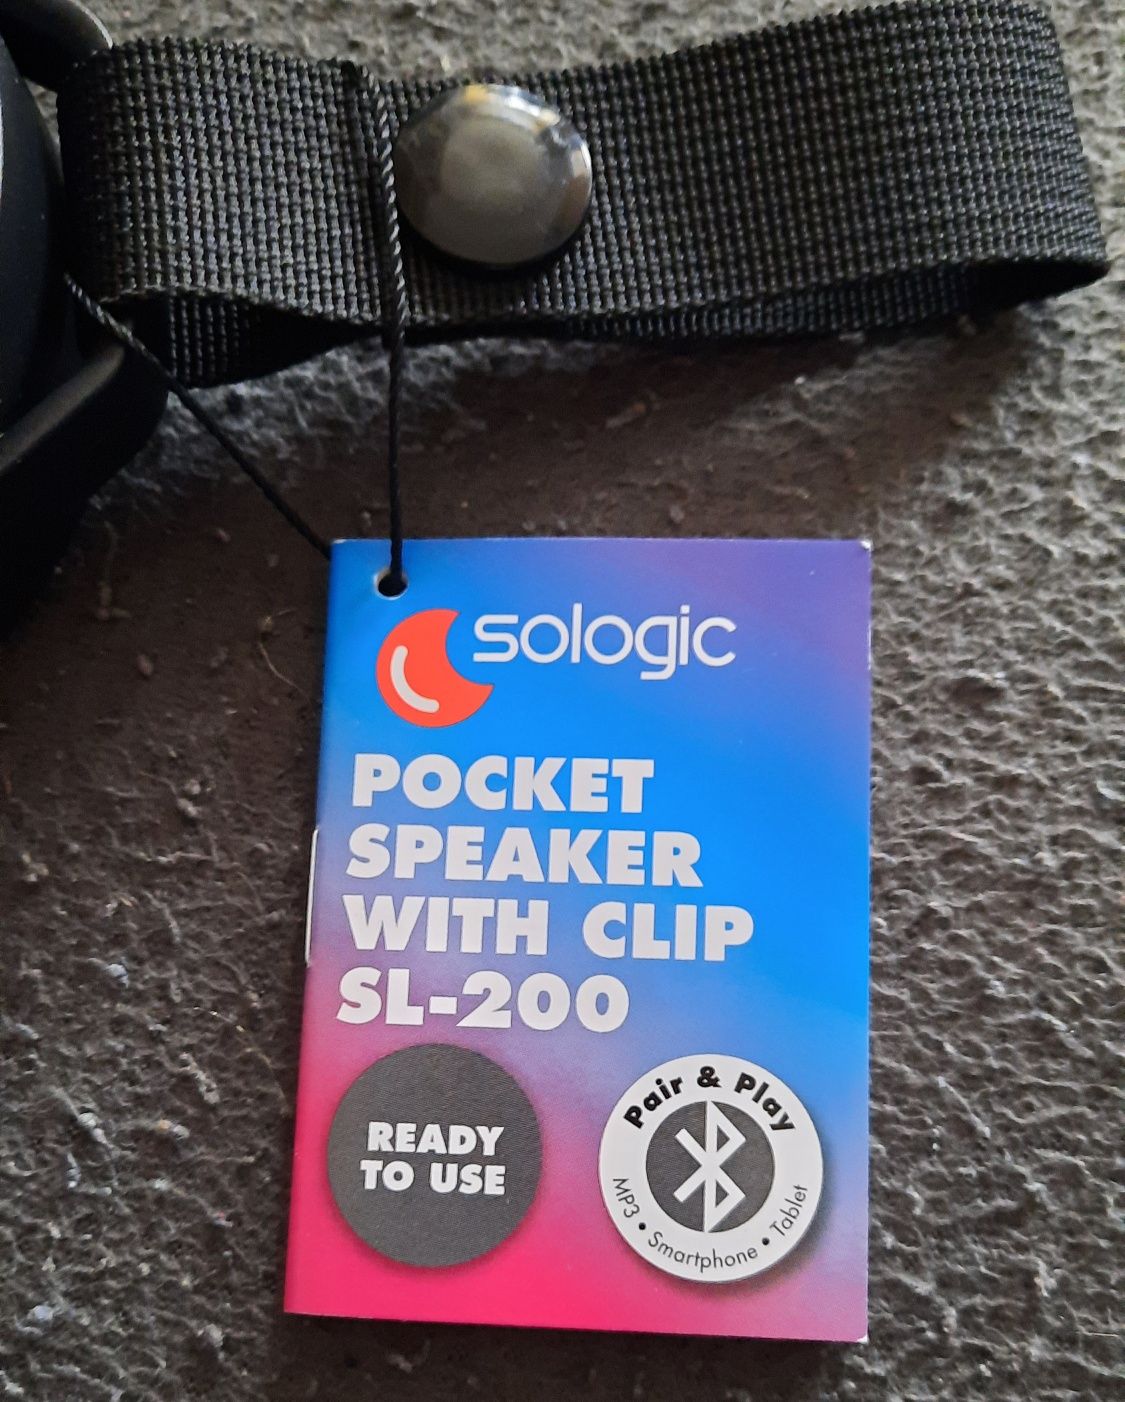 sologic
POCKET
SPEAKER
WITH CLIP
SL-200
READY
TO USE
Pair & Play
MP3 • Smartphone • Tablet